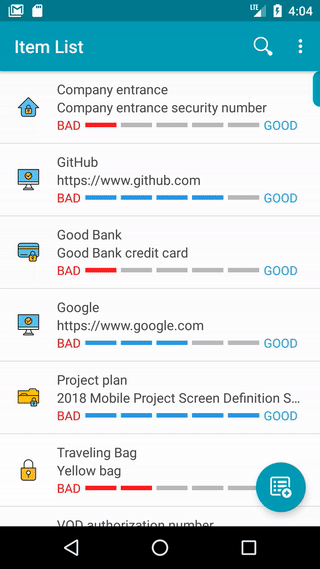 LTE
4:04
Item List
Company entrance
Company entrance security number
BAD GOOD
GitHub
https://www.github.com
BAD GOOD
Good Bank
Good Bank credit card
BAD GOOD
Google
https://www.google.com
BAD GOOD
Project plan
2018 Mobile Project Screen Definition S...
BAD GOOD
Traveling Bag
Yellow bag
BAD
VOD authorization number